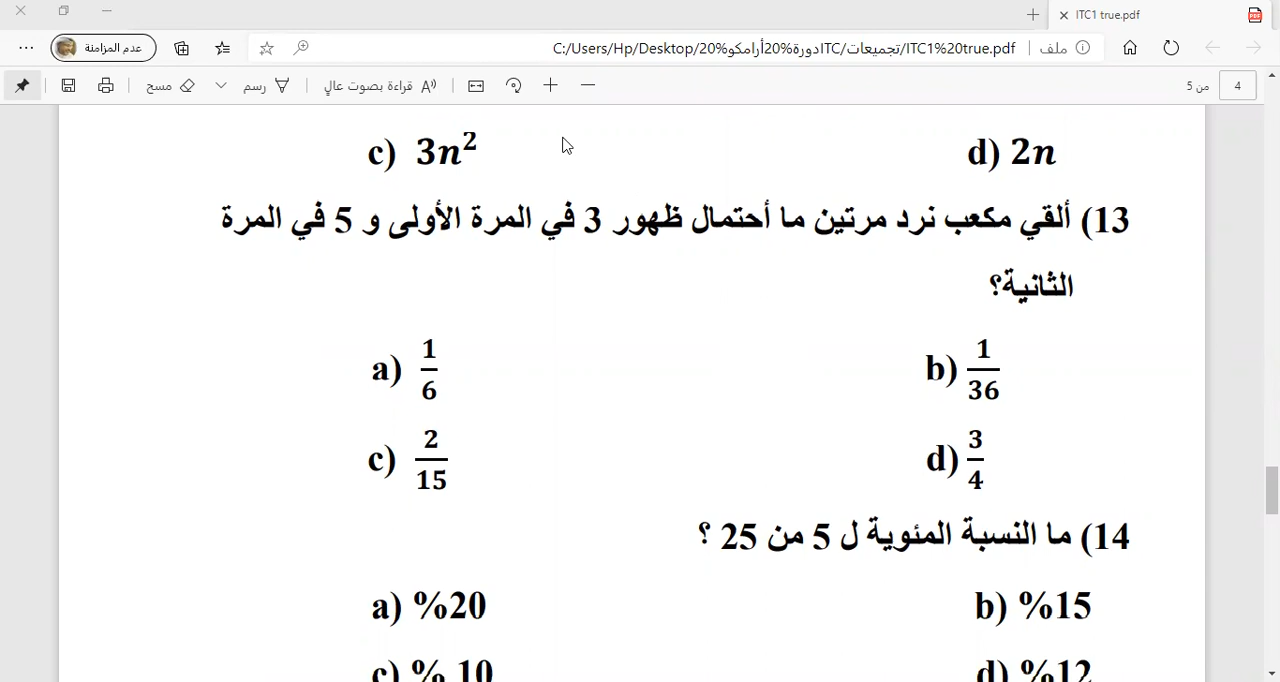 ITC1 true.pdf
عدم المزامنة
ملف
C:/Users/Hp/Desktop/دورة%20أرامكو%20ITC/تجميعات/ITC1%20true.pdf
4 من 5
قراءة بصوت عالٍ
رسم
مسح
c) 3n²
d) 2n
13) ألقي مكعب نرد مرتين ما أحتمال ظهور 3 في المرة الأولى و 5 في المرة
الثانية؟
a) 1/6
b) 1/36
c) 2/15
d) 3/4
14) ما النسبة المئوية ل 5 من 25 ؟
a) %20
b) %15
c) % 10
d) %12